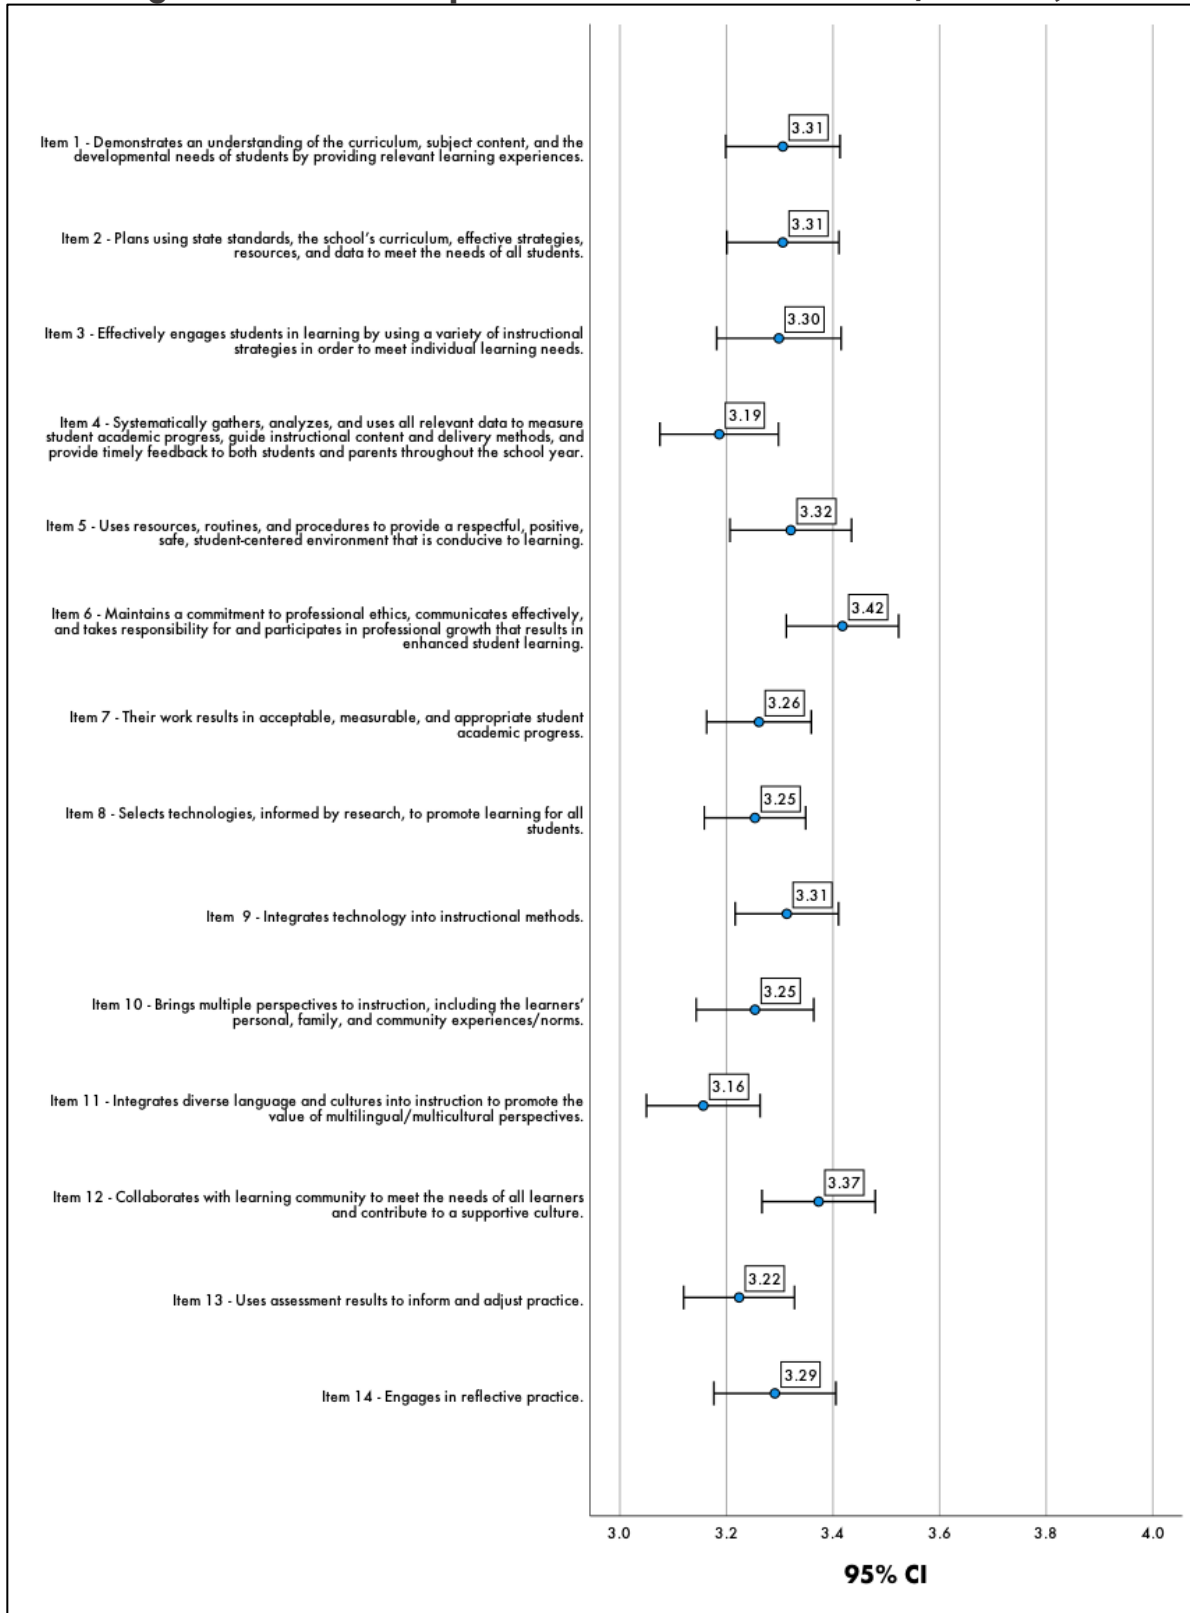 Item 1 - Demonstrates an understanding of the curriculum, subject content, and the
developmental needs of students by providing relevant learning experiences.
3.31
Item 2 - Plans using state standards, the school's curriculum, effective strategies,
resources, and data to meet the needs of all students.
3.31
Item 3 - Effectively engages students in learning by using a variety of instructional
strategies in order to meet individual learning needs.
3.30
Item 4 - Systematically gathers, analyzes, and uses all relevant data to measure
student academic progress, guide instructional content and delivery methods, and
provide timely feedback to both students and parents throughout the school year.
3.19
Item 5 - Uses resources, routines, and procedures to provide a respectful, positive,
safe, student-centered environment that is conducive to learning.
3.32
Item 6 - Maintains a commitment to professional ethics, communicates effectively,
and takes responsibility for and participates in professional growth that results in
enhanced student learning.
3.42
Item 7 - Their work results in acceptable, measurable, and appropriate student
academic progress.
3.26
Item 8 - Selects technologies, informed by research, to promote learning for all
students.
3.25
Item 9 - Integrates technology into instructional methods.
3.31
Item 10 - Brings multiple perspectives to instruction, including the learners'
personal, family, and community experiences/norms.
3.25
Item 11 - Integrates diverse language and cultures into instruction to promote the
value of multilingual/multicultural perspectives.
3.16
Item 12 - Collaborates with learning community to meet the needs of all learners
and contribute to a supportive culture.
3.37
Item 13 - Uses assessment results to inform and adjust practice.
3.22
Item 14 - Engages in reflective practice.
3.29
3.0 3.2 3.4 3.6 3.8 4.0
95% CI